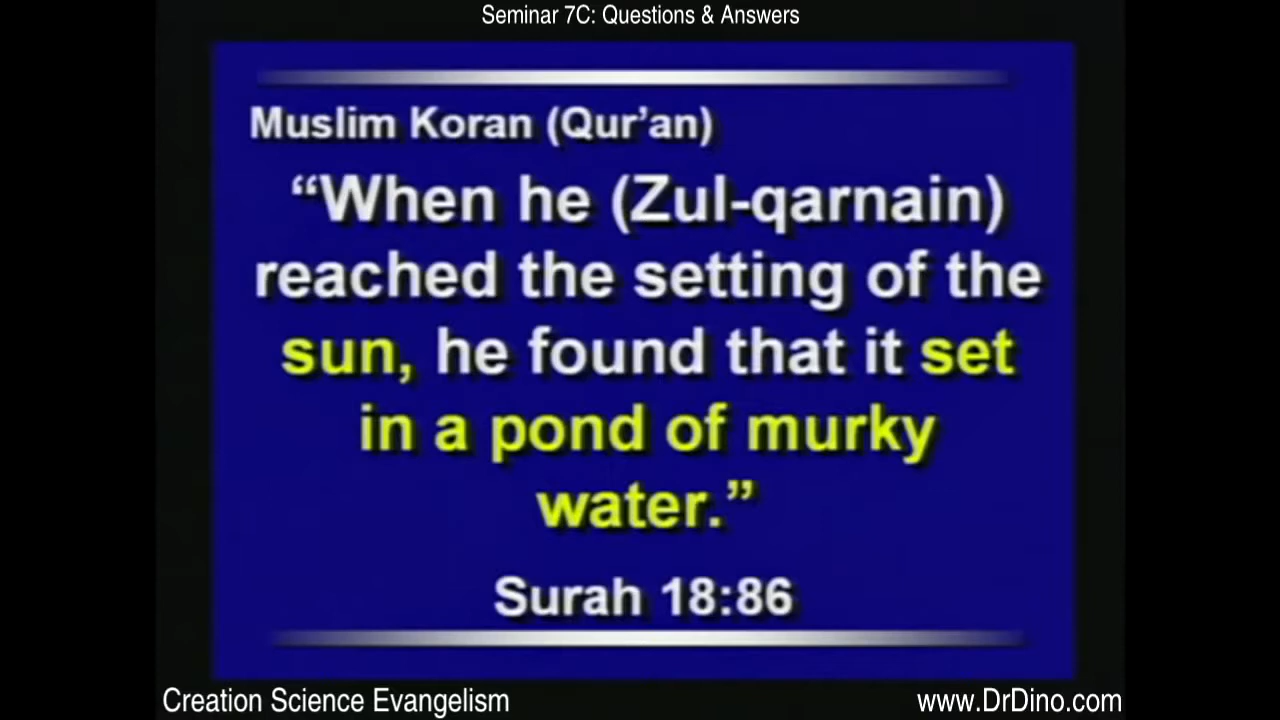 Seminar 7C: Questions & Answers
Muslim Koran (Qur’an)
“When he (Zul-qarnain)
reached the setting of the
sun, he found that it set
in a pond of murky
water.”
Surah 18:86
Creation Science Evangelism
www.DrDino.com